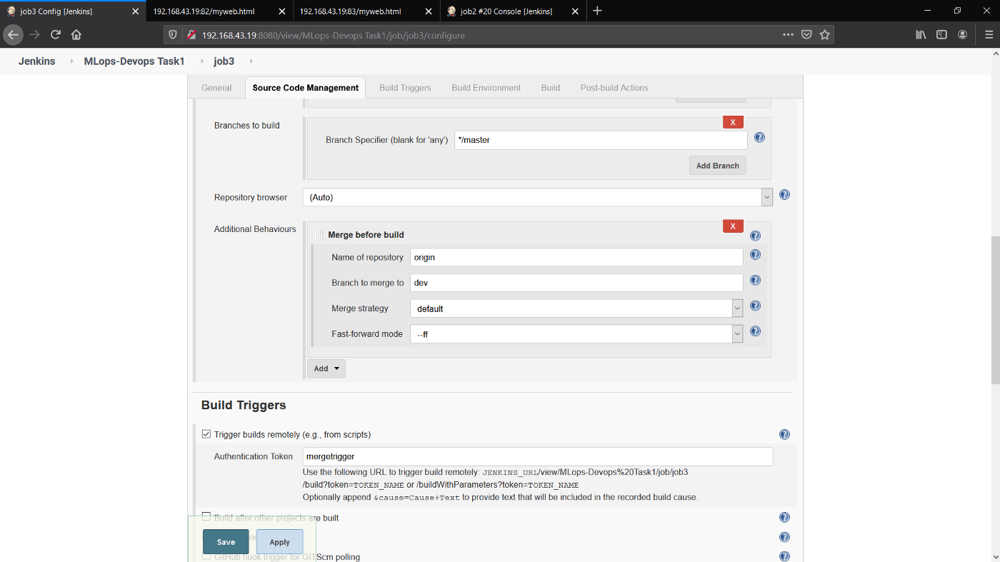 job3 Config [Jenkins]
192.168.43.19:82/myweb.html
192.168.43.19:83/myweb.html
job2 #20 Console [Jenkins]
192.168.43.19:8080/view/MLops-Devops Task1/job/job3/configure
Jenkins
MLops-Devops Task1
job3
General
Source Code Management
Build Triggers
Build Environment
Build
Post-build Actions
Branches to build
X
Branch Specifier (blank for 'any')
*/master
Add Branch
Repository browser
(Auto)
Additional Behaviours
X
Merge before build
Name of repository
origin
Branch to merge to
dev
Merge strategy
default
Fast-forward mode
--ff
Add
Build Triggers
Trigger builds remotely (e.g., from scripts)
Authentication Token
mergetrigger
Use the following URL to trigger build remotely: JENKINS_URL/view/MLops-Devops%20Task1/job/job3
/build?token=TOKEN_NAME or /buildWithParameters?token=TOKEN_NAME
Optionally append &cause=Cause+Text to provide text that will be included in the recorded build cause.
Build after other projects are built
Save
Apply
GitHub hook trigger for GITScm polling